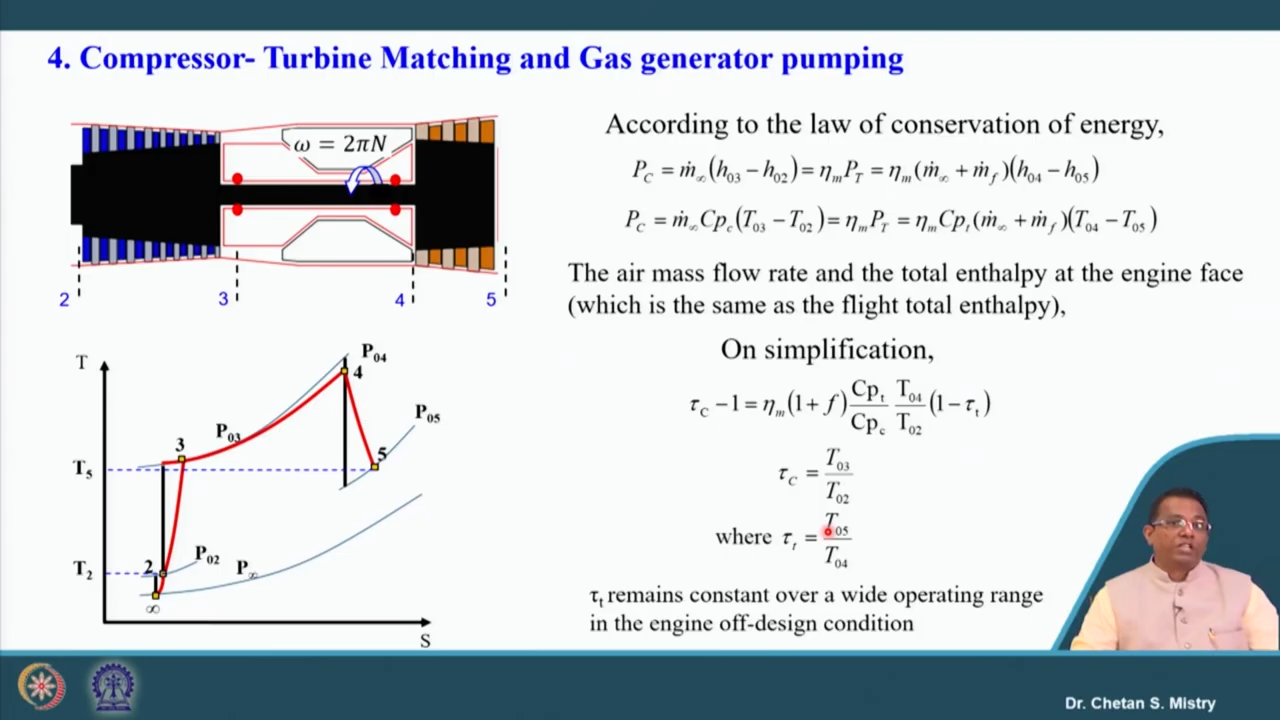 4. Compressor- Turbine Matching and Gas generator pumping
ω = 2πN
2
3
4
5
According to the law of conservation of energy,
P_C = ṁ_∞(h_03 − h_02) = η_m P_T = η_m(ṁ_∞ + ṁ_f)(h_04 − h_05)
P_C = ṁ_∞Cp_c(T_03 − T_02) = η_m P_T = η_m Cp_t(ṁ_∞ + ṁ_f)(T_04 − T_05)
The air mass flow rate and the total enthalpy at the engine face
(which is the same as the flight total enthalpy),
On simplification,
τ_C − 1 = η_m(1 + f) Cp_t/Cp_c T_04/T_02 (1 − τ_t)
τ_C = T_03/T_02
where τ_t = T_05/T_04
τ_t remains constant over a wide operating range
in the engine off-design condition
T
P_04
4
P_05
3
P_03
5
T_5
T_2
2
P_02
P_∞
∞
S
Dr. Chetan S. Mistry